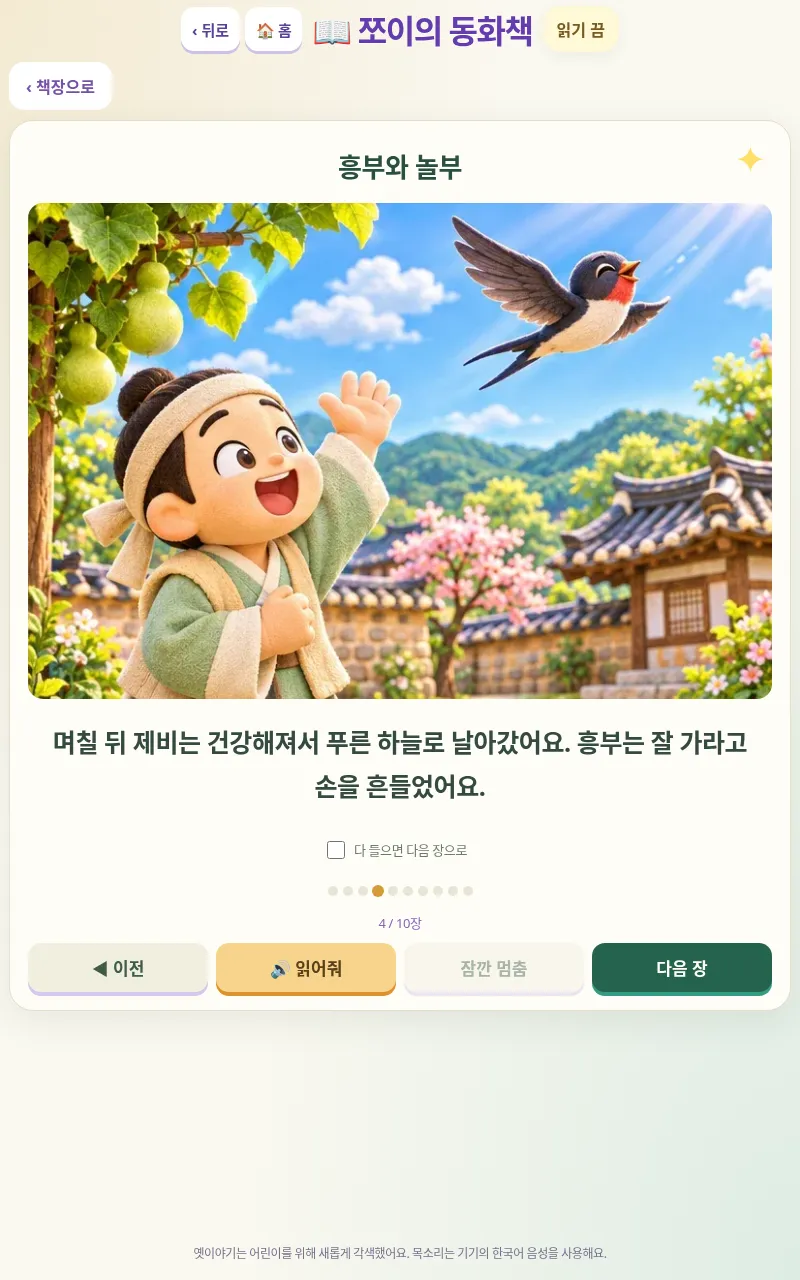 ‹ 뒤로
🏠 홈
📖 쪼이의 동화책
읽기 끝
‹ 책장으로
흥부와 놀부
며칠 뒤 제비는 건강해져서 푸른 하늘로 날아갔어요. 흥부는 잘 가라고
손을 흔들었어요.
다 들으면 다음 장으로
4 / 10장
◀ 이전
🔊 읽어줘
잠깐 멈춤
다음 장
옛이야기는 어린이를 위해 새롭게 각색했어요. 목소리는 기기의 한국어 음성을 사용해요.